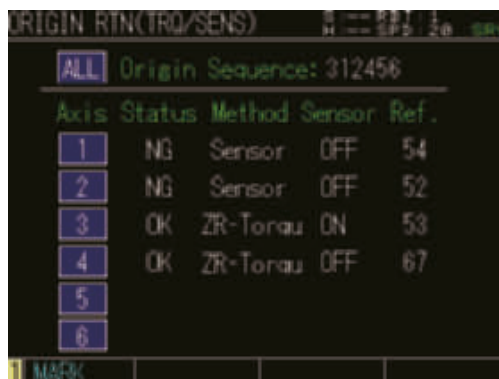 ORIGIN RTN(TRQ/SENS)
ALL Origin Sequence: 312456
Axis Status Method Sensor Ref.
1 NG Sensor OFF 54
2 NG Sensor OFF 52
3 OK ZR-Torqu ON 53
4 OK ZR-Torqu OFF 67
5
6
1 MARK